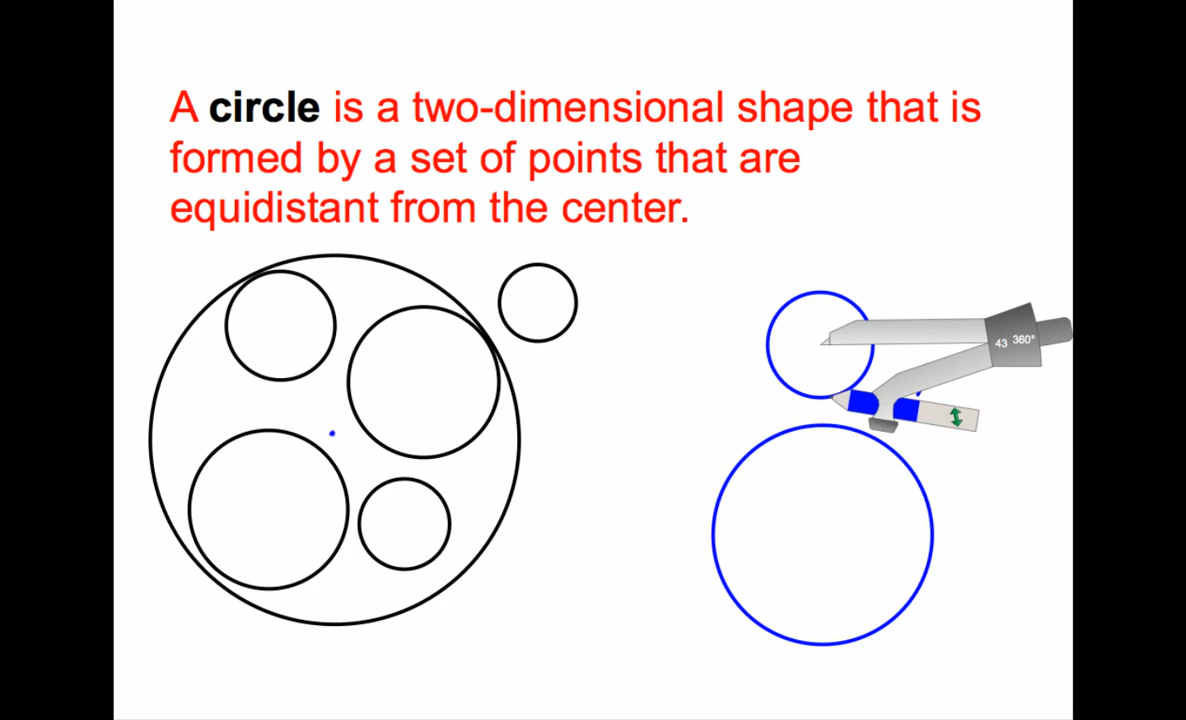 A circle is a two-dimensional shape that is
formed by a set of points that are
equidistant from the center.
43 360°